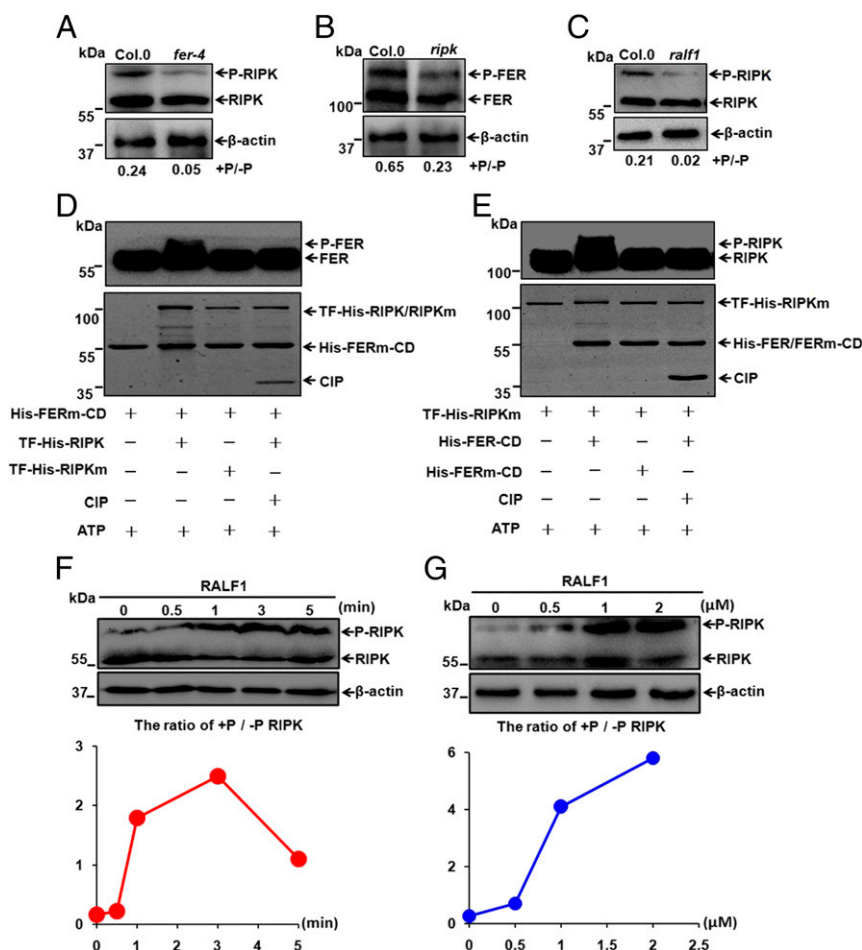 A
kDa Col.0 fer-4
P-RIPK
RIPK
55
β-actin
37
0.24 0.05 +P/-P
B
kDa Col.0 ripk
P-FER
100 FER
β-actin
37
0.65 0.23 +P/-P
C
kDa Col.0 ralf1
P-RIPK
RIPK
55
β-actin
37
0.21 0.02 +P/-P
D
kDa
P-FER
FER
55
100 TF-His-RIPK/RIPKm
55 His-FERm-CD
CIP
35
His-FERm-CD + + + +
TF-His-RIPK − + − +
TF-His-RIPKm − − + −
CIP − − − +
ATP + + + +
E
kDa
P-RIPK
RIPK
100
TF-His-RIPKm
100
His-FER/FERm-CD
55
CIP
35
TF-His-RIPKm + + + +
His-FER-CD − + − +
His-FERm-CD − − + −
CIP − − − +
ATP + + + +
F
RALF1
kDa 0 0.5 1 3 5 (min)
P-RIPK
55 RIPK
37 β-actin
The ratio of +P / -P RIPK
3
2
1
0
0 1 2 3 4 5 (min)
G
RALF1
kDa 0 0.5 1 2 (μM)
P-RIPK
55 RIPK
37 β-actin
The ratio of +P / -P RIPK
6
4
2
0
0 0.5 1 1.5 2 2.5 (μM)